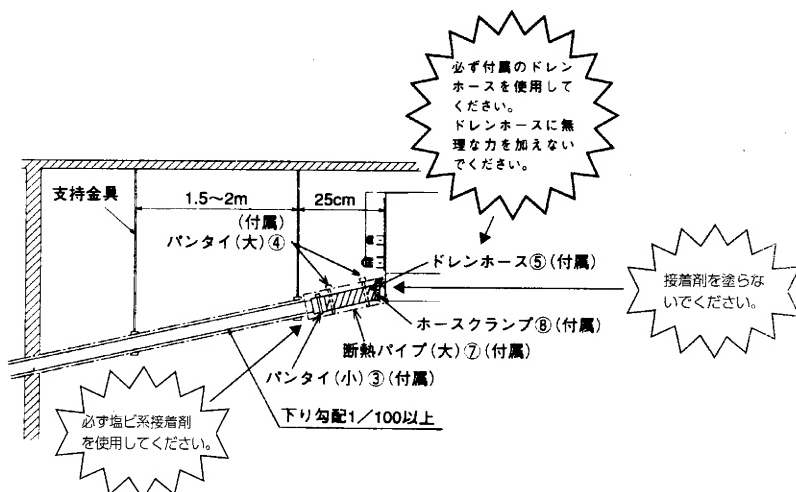 必ず付属のドレン
ホースを使用して
ください。
ドレンホースに無
理な力を加えない
でください。
支持金具
1.5〜2m
25cm
(付属)
バンタイ(大)④
ドレンホース⑤(付属)
接着剤を塗らな
いでください。
ホースクランプ⑧(付属)
断熱パイプ(大)⑦(付属)
バンタイ(小)③(付属)
必ず塩ビ系接着剤
を使用してください。
下り勾配1/100以上